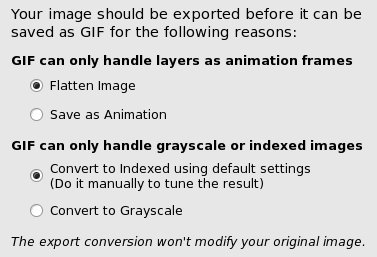 Your image should be exported before it can be
saved as GIF for the following reasons:
GIF can only handle layers as animation frames
Flatten Image
Save as Animation
GIF can only handle grayscale or indexed images
Convert to Indexed using default settings
(Do it manually to tune the result)
Convert to Grayscale
The export conversion won't modify your original image.